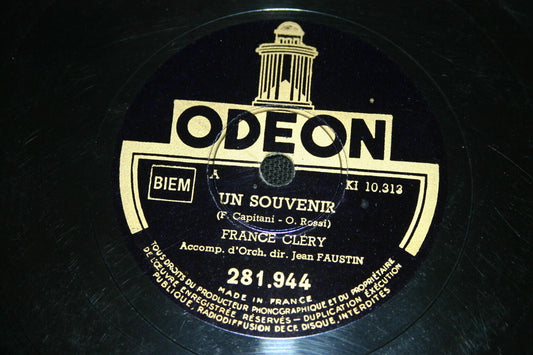 ODEON
A
BIEM
KI 10.313
UN SOUVENIR
(F. Capitani - O. Rossi)
FRANCE CLÉRY
Accomp. d'Orch. dir. Jean FAUSTIN
281.944
MADE IN FRANCE
TOUS DROITS DU PRODUCTEUR PHONOGRAPHIQUE ET DU PROPRIÉTAIRE
DE L'ŒUVRE ENREGISTRÉE RÉSERVÉS - DUPLICATION EXÉCUTION
PUBLIQUE, RADIODIFFUSION DE CE DISQUE, INTERDITES